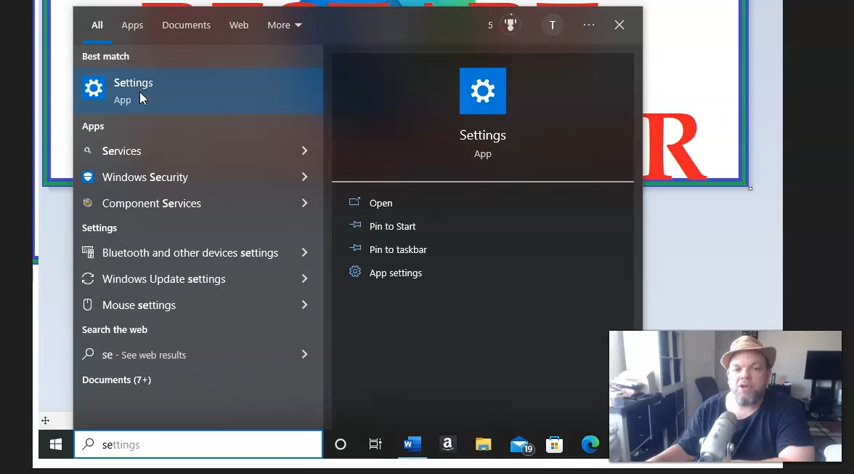 All Apps Documents Web More 5 T ...
Best match
Settings
App
Apps
Services
Windows Security
Component Services
Settings
Bluetooth and other devices settings
Windows Update settings
Mouse settings
Search the web
se - See web results
Documents (7+)
Settings
App
Open
Pin to Start
Pin to taskbar
App settings
R
settings
W a 19